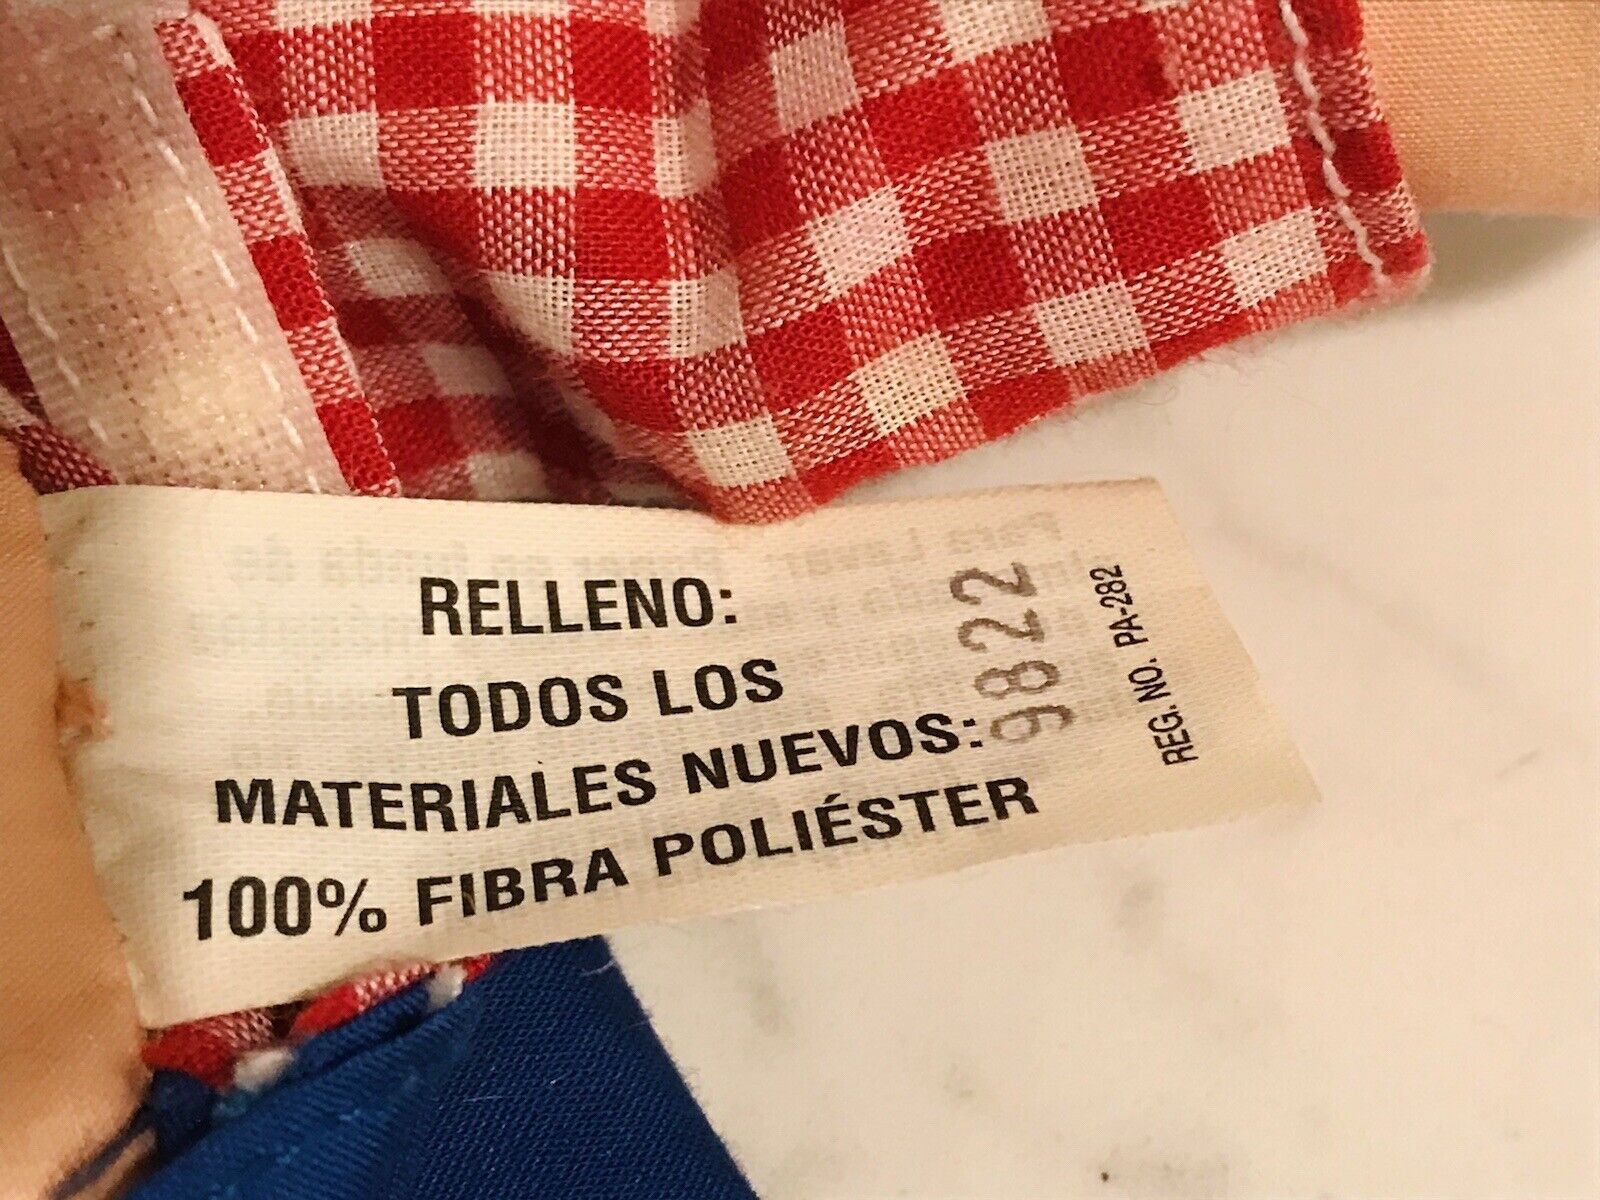 RELLENO:
TODOS LOS
MATERIALES NUEVOS:
100% FIBRA POLIÉSTER
9822
REG. NO. PA-282